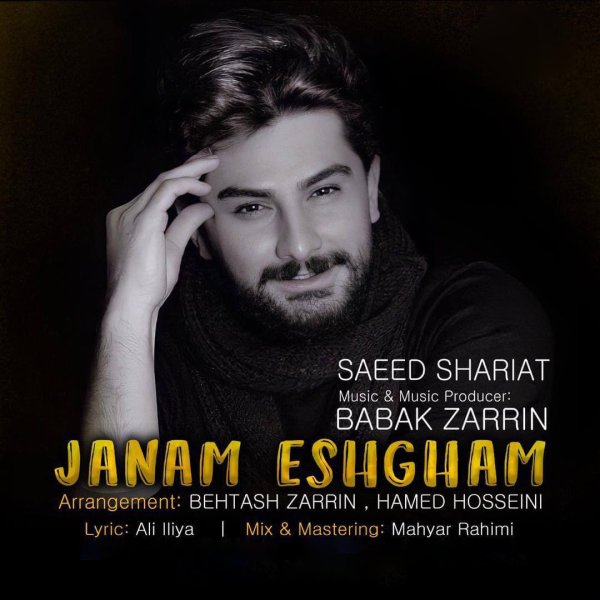 SAEED SHARIAT
Music & Music Producer:
BABAK ZARRIN
JANAM ESHGHAM
Arrangement: BEHTASH ZARRIN , HAMED HOSSEINI
Lyric: Ali Iliya | Mix & Mastering: Mahyar Rahimi